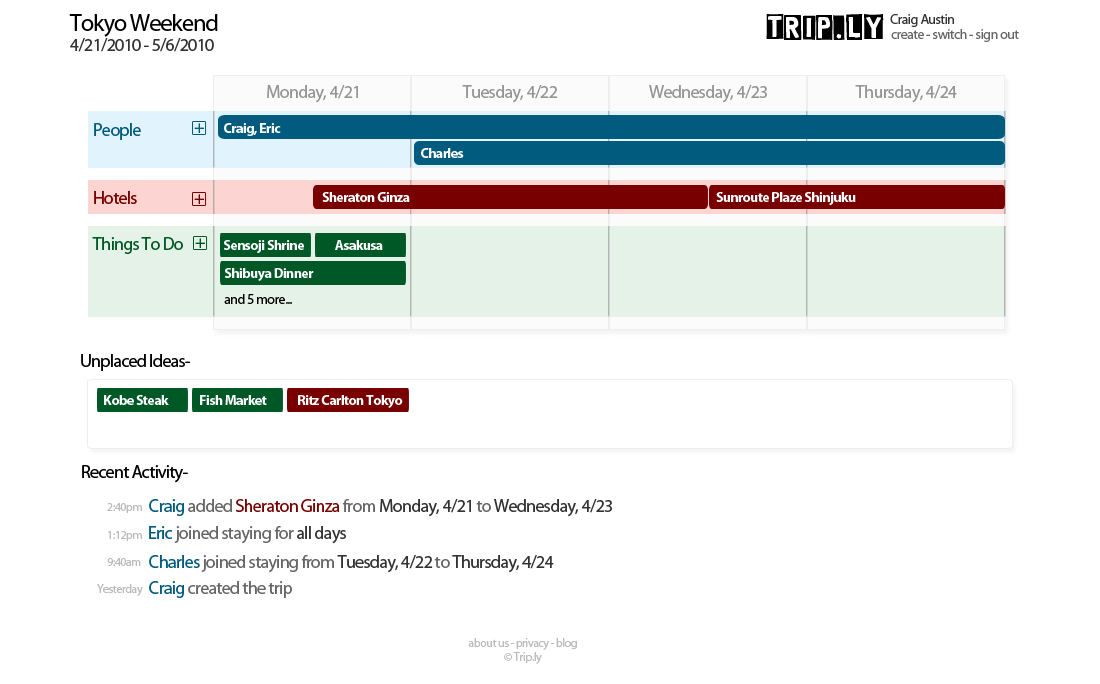 Tokyo Weekend
4/21/2010 - 5/6/2010
TRIP.LY
Craig Austin
create - switch - sign out
Monday, 4/21 Tuesday, 4/22 Wednesday, 4/23 Thursday, 4/24
People
Craig, Eric
Charles
Hotels
Sheraton Ginza Sunroute Plaze Shinjuku
Things To Do
Sensoji Shrine Asakusa
Shibuya Dinner
and 5 more...
Unplaced Ideas-
Kobe Steak Fish Market Ritz Carlton Tokyo
Recent Activity-
2:40pm Craig added Sheraton Ginza from Monday, 4/21 to Wednesday, 4/23
1:12pm Eric joined staying for all days
9:40am Charles joined staying from Tuesday, 4/22 to Thursday, 4/24
Yesterday Craig created the trip
about us - privacy - blog
© Trip.ly